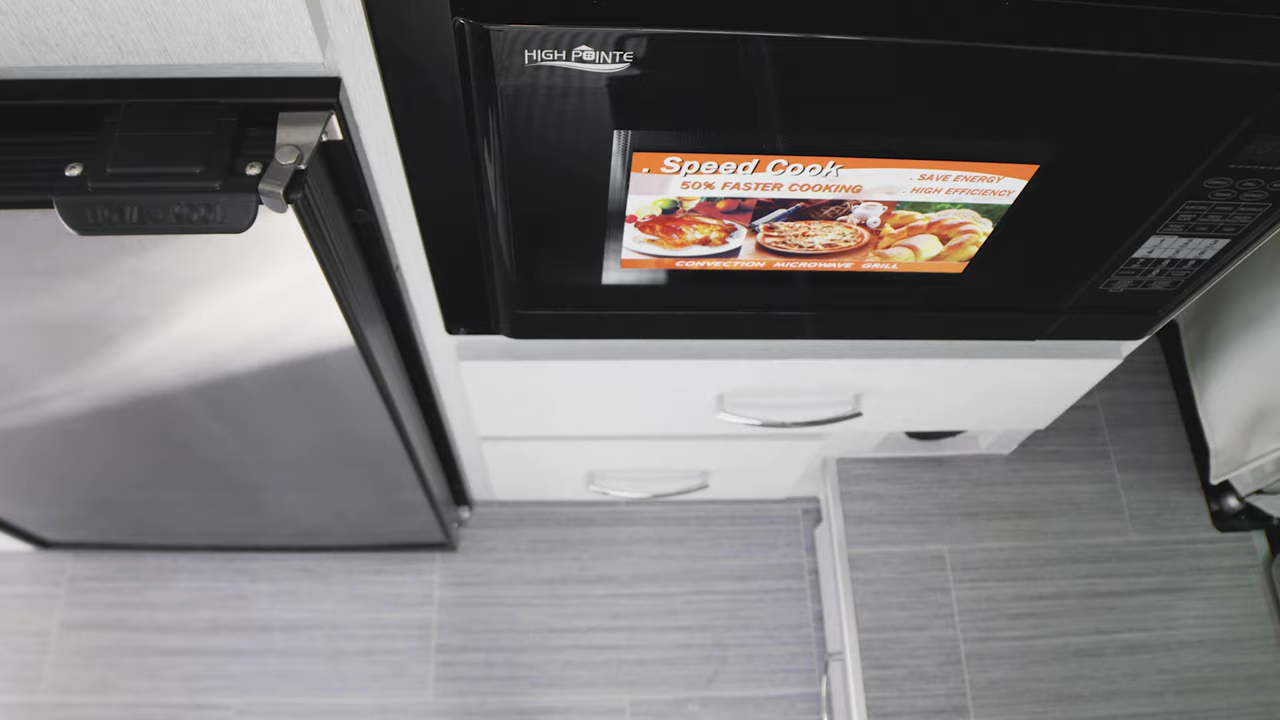 HIGH POINTE
. Speed Cook
50% FASTER COOKING
. SAVE ENERGY
. HIGH EFFICIENCY
CONVECTION MICROWAVE GRILL